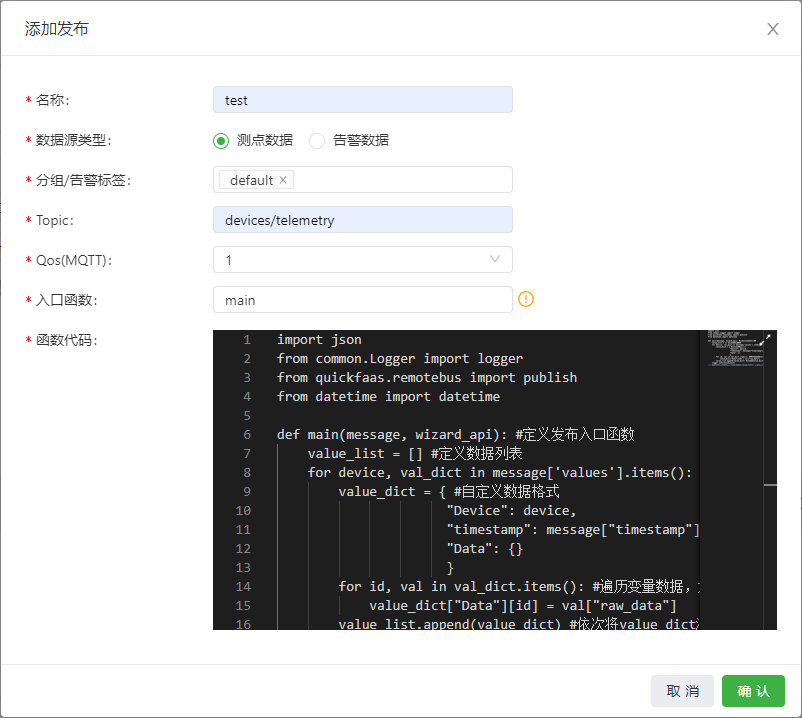 添加发布
* 名称:
test
* 数据源类型:
测点数据 告警数据
* 分组/告警标签:
default
* Topic:
devices/telemetry
* Qos(MQTT):
1
* 入口函数:
main
* 函数代码:
1 import json
2 from common.Logger import logger
3 from quickfaas.remotebus import publish
4 from datetime import datetime
5
6 def main(message, wizard_api): #定义发布入口函数
7 value_list = [] #定义数据列表
8 for device, val_dict in message['values'].items():
9 value_dict = { #自定义数据格式
10 "Device": device,
11 "timestamp": message["timestamp"]
12 "Data": {}
13 }
14 for id, val in val_dict.items(): #遍历变量数据，
15 value_dict["Data"][id] = val["raw_data"]
16 value_list.append(value_dict) #依次将value_dict
取 消 确 认